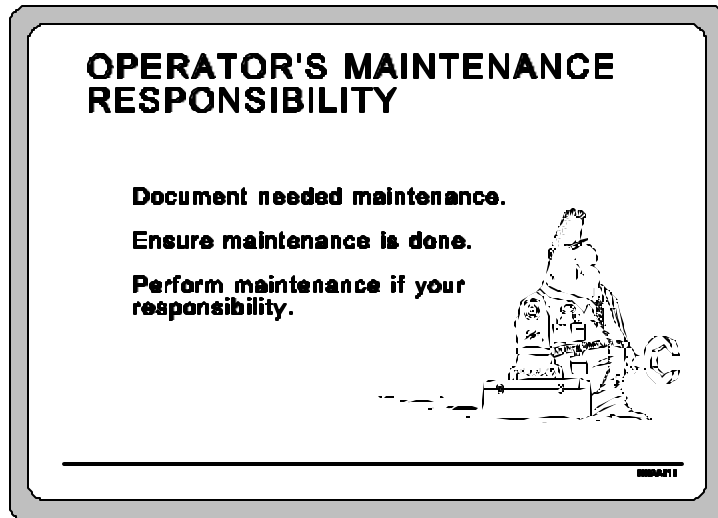 OPERATOR'S MAINTENANCE
RESPONSIBILITY
Document needed maintenance.
Ensure maintenance is done.
Perform maintenance if your
responsibility.